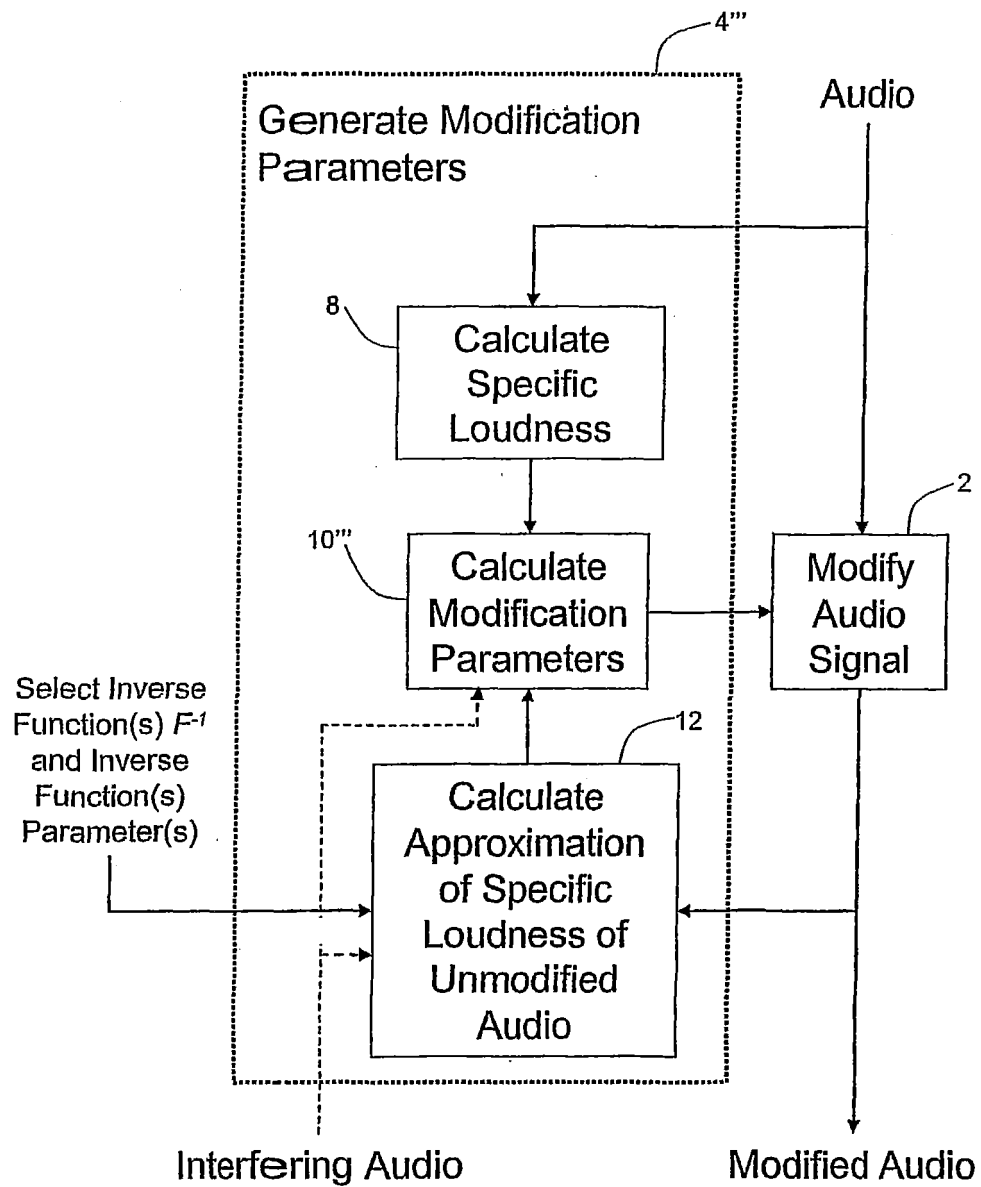 4'''
Audio
Generate Modification
Parameters
8
Calculate
Specific
Loudness
2
10'''
Calculate
Modification
Parameters
Modify
Audio
Signal
Select Inverse
Function(s) F⁻¹
and Inverse
Function(s)
Parameter(s)
12
Calculate
Approximation
of Specific
Loudness of
Unmodified
Audio
Interfering Audio
Modified Audio